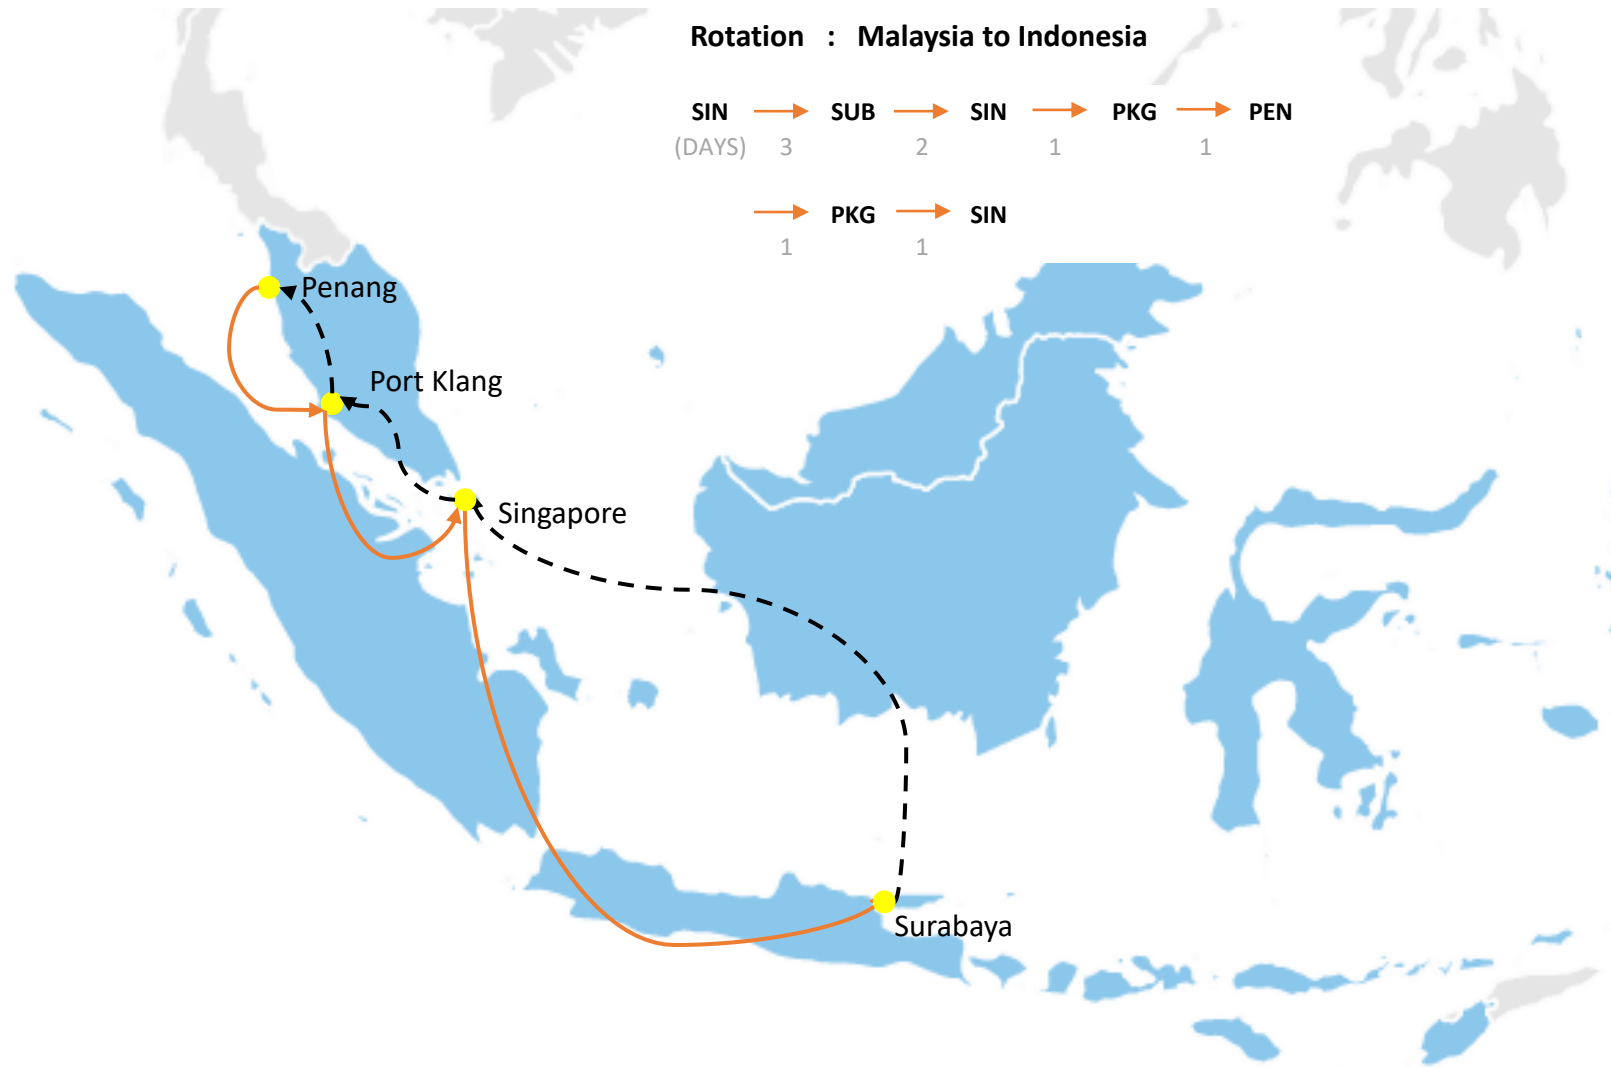 Rotation : Malaysia to Indonesia
SIN SUB SIN PKG PEN
(DAYS) 3 2 1 1
PKG SIN
1 1
Penang
Port Klang
Singapore
Surabaya